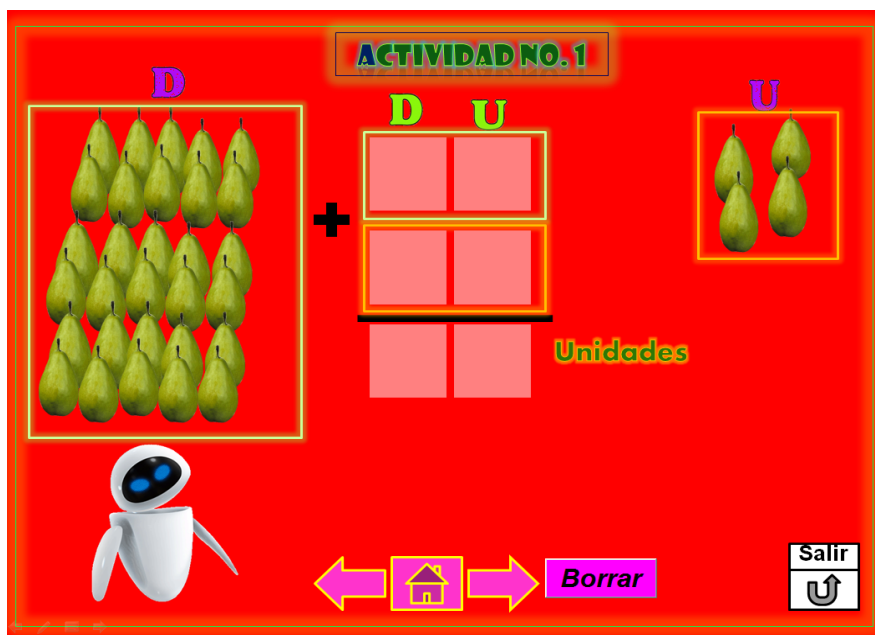 ACTIVIDAD NO. 1
D
D U
U
+
Unidades
Borrar
Salir